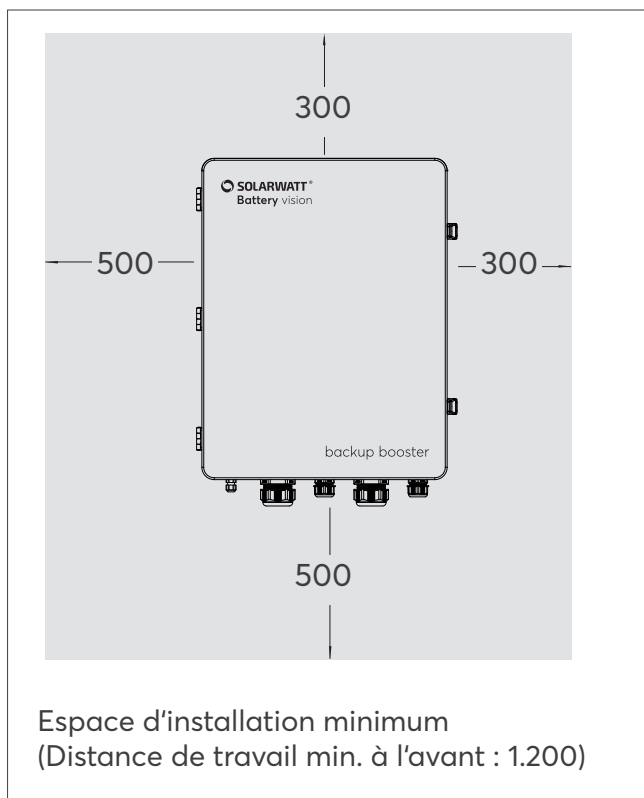 300
SOLARWATT®
Battery vision
500
300
backup booster
500
Espace d'installation minimum
(Distance de travail min. à l'avant : 1.200)